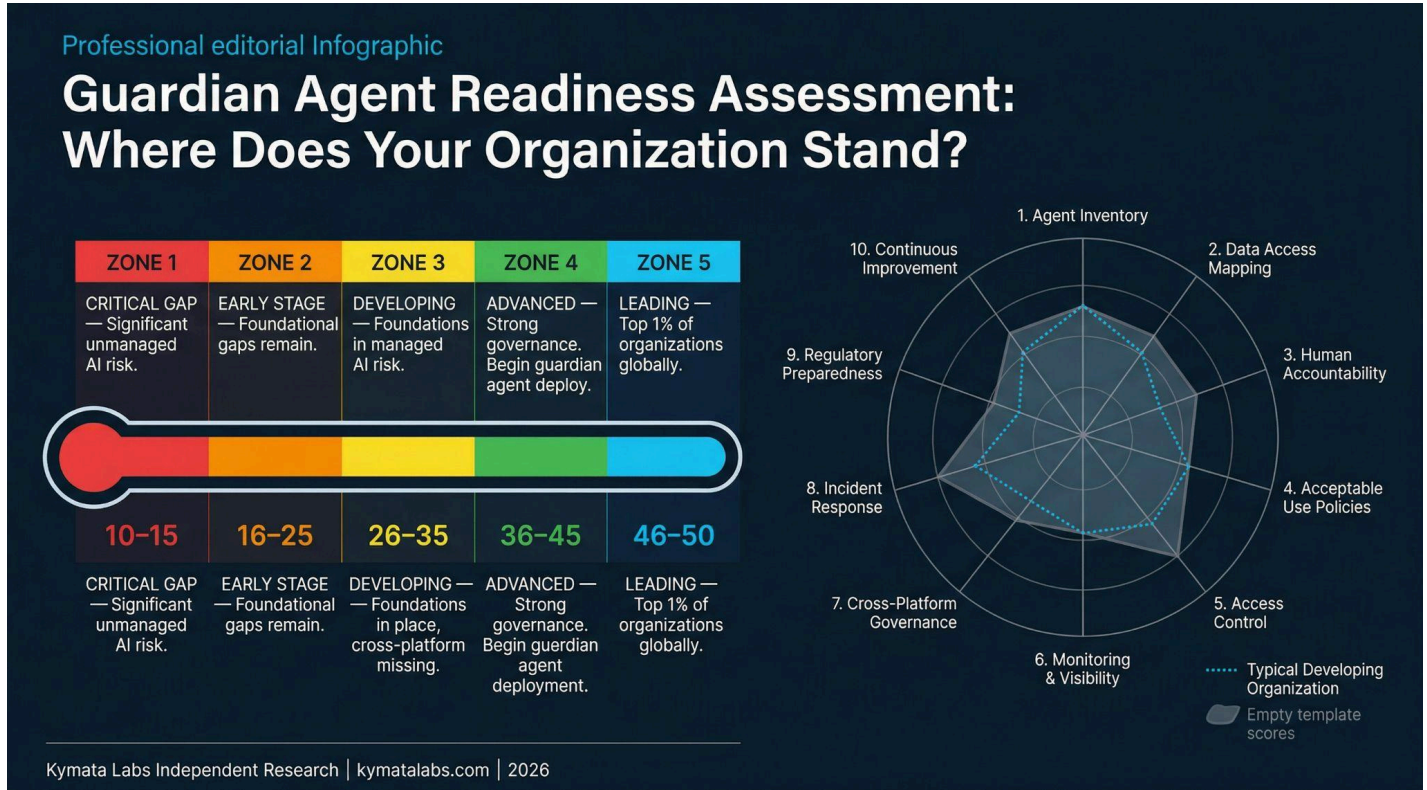 Professional editorial Infographic
Guardian Agent Readiness Assessment:
Where Does Your Organization Stand?
ZONE 1
CRITICAL GAP
— Significant
unmanaged
AI risk.
ZONE 2
EARLY STAGE
— Foundational
gaps remain.
ZONE 3
DEVELOPING
— Foundations
in managed
AI risk.
ZONE 4
ADVANCED —
Strong
governance.
Begin guardian
agent deploy.
ZONE 5
LEADING —
Top 1% of
organizations
globally.
10–15
CRITICAL GAP
— Significant
unmanaged
AI risk.
16–25
EARLY STAGE
— Foundational
gaps remain.
26–35
DEVELOPING —
— Foundations
in place,
cross-platform
missing.
36–45
ADVANCED —
Strong
governance.
Begin guerdian
agent
deployment.
46–50
LEADING —
Top 1% of
organizations
globally.
1. Agent Inventory
2. Data Access
Mapping
3. Human
Accountability
4. Acceptable
Use Policies
5. Access
Control
6. Monitoring
& Visibility
7. Cross-Platform
Governance
8. Incident
Response
9. Regulatory
Preparedness
10. Continuous
Improvement
Typical Developing
Organization
Empty template
scores
Kymata Labs Independent Research | kymatalabs.com | 2026